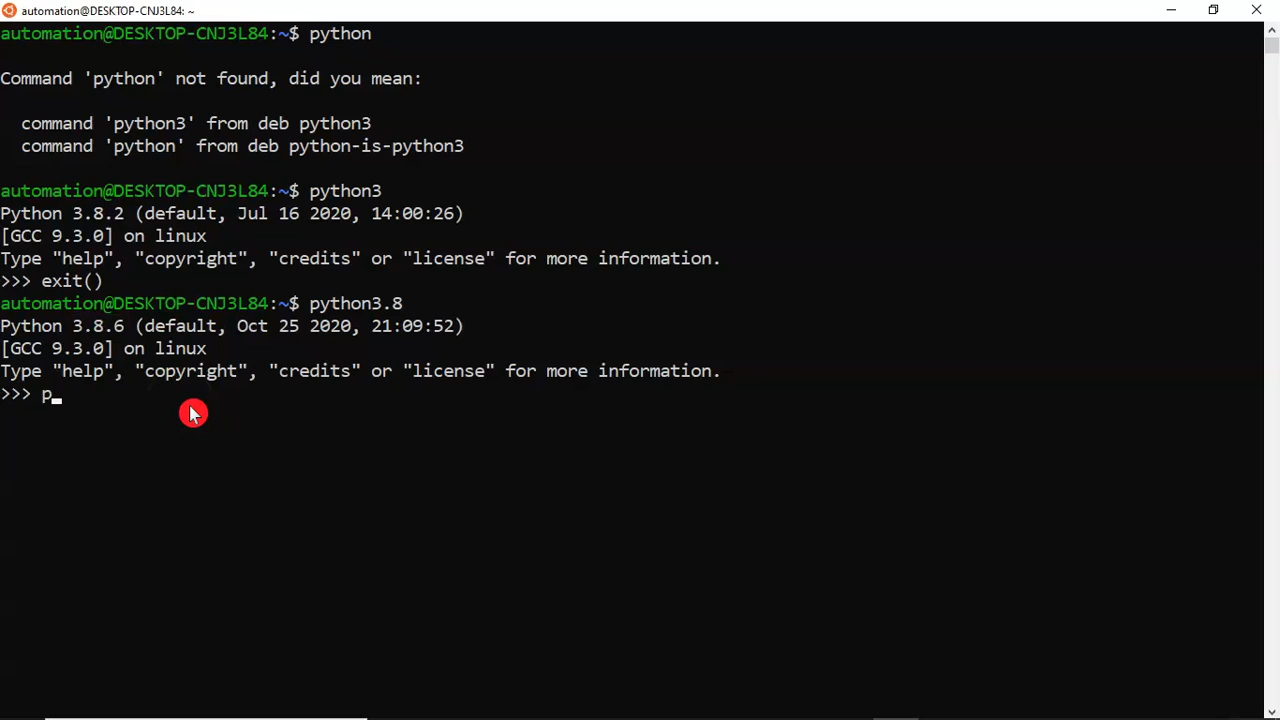 automation@DESKTOP-CNJ3L84: ~
automation@DESKTOP-CNJ3L84:~$ python
Command 'python' not found, did you mean:
command 'python3' from deb python3
command 'python' from deb python-is-python3
automation@DESKTOP-CNJ3L84:~$ python3
Python 3.8.2 (default, Jul 16 2020, 14:00:26)
[GCC 9.3.0] on linux
Type "help", "copyright", "credits" or "license" for more information.
>>> exit()
automation@DESKTOP-CNJ3L84:~$ python3.8
Python 3.8.6 (default, Oct 25 2020, 21:09:52)
[GCC 9.3.0] on linux
Type "help", "copyright", "credits" or "license" for more information.
>>> p_